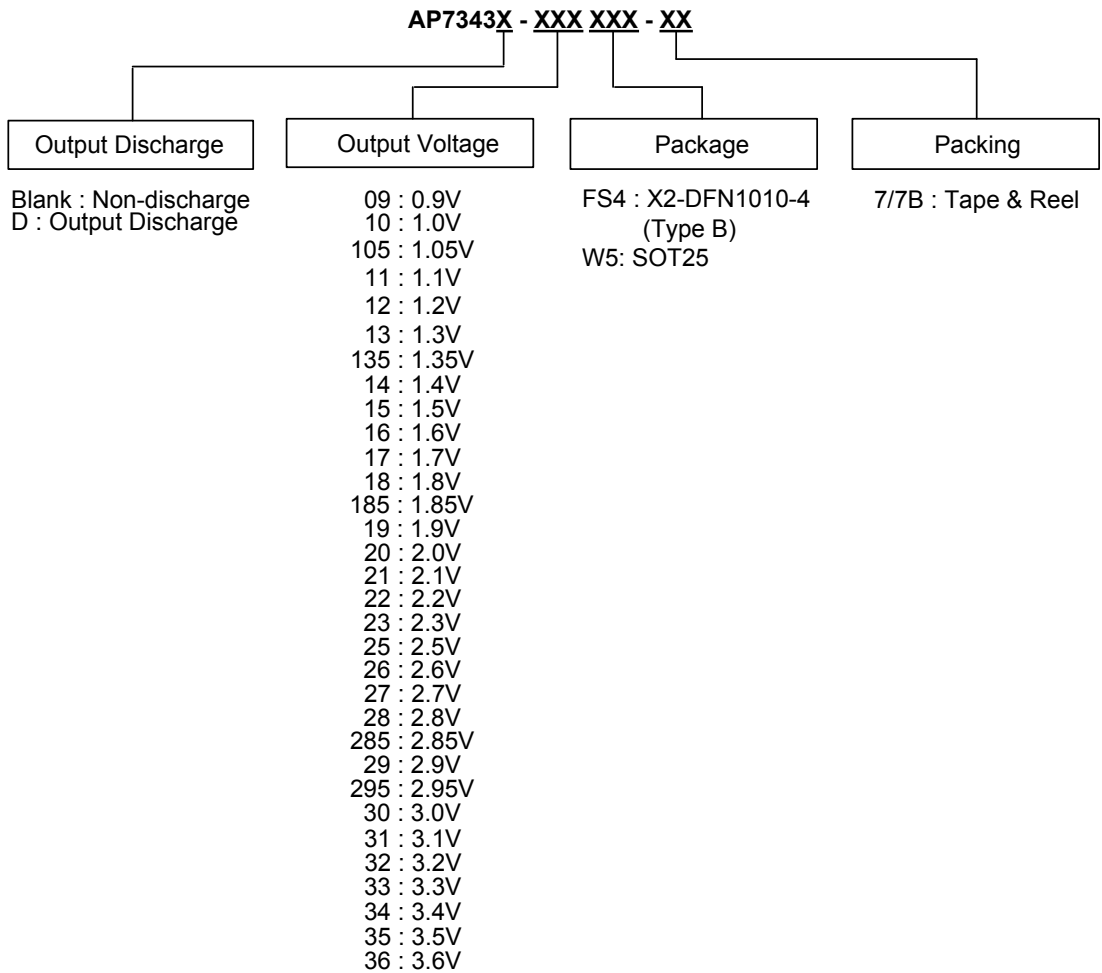 AP7343X - XXX XXX - XX
Output Discharge
Blank : Non-discharge
D : Output Discharge
Output Voltage
09 : 0.9V
10 : 1.0V
105 : 1.05V
11 : 1.1V
12 : 1.2V
13 : 1.3V
135 : 1.35V
14 : 1.4V
15 : 1.5V
16 : 1.6V
17 : 1.7V
18 : 1.8V
185 : 1.85V
19 : 1.9V
20 : 2.0V
21 : 2.1V
22 : 2.2V
23 : 2.3V
25 : 2.5V
26 : 2.6V
27 : 2.7V
28 : 2.8V
285 : 2.85V
29 : 2.9V
295 : 2.95V
30 : 3.0V
31 : 3.1V
32 : 3.2V
33 : 3.3V
34 : 3.4V
35 : 3.5V
36 : 3.6V
Package
FS4 : X2-DFN1010-4
(Type B)
W5: SOT25
Packing
7/7B : Tape & Reel